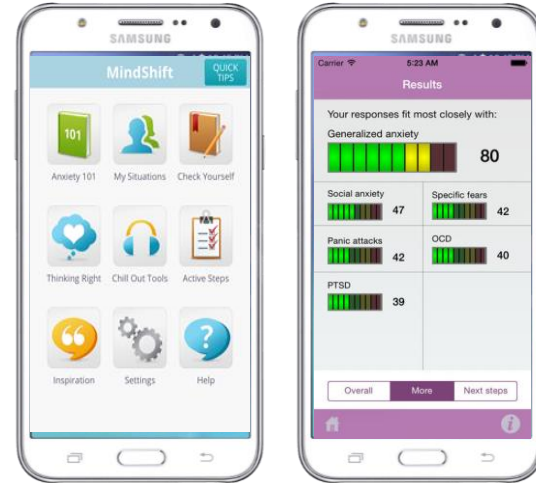 SAMSUNG
MindShift
QUICK
TIPS
101
Anxiety 101
My Situations
Check Yourself
Thinking Right
Chill Out Tools
Active Steps
Inspiration
Settings
Help
SAMSUNG
Carrier
5:23 AM
Results
Your responses fit most closely with:
Generalized anxiety
80
Social anxiety
47
Specific fears
42
Panic attacks
42
OCD
40
PTSD
39
Overall
More
Next steps